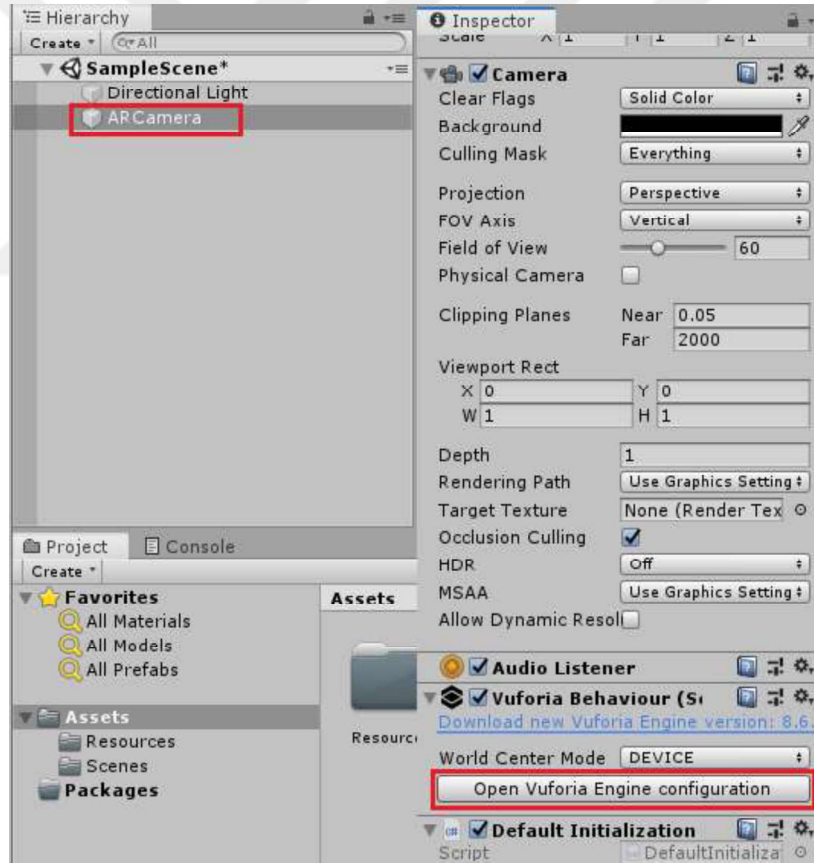 Hierarchy
Create
All
SampleScene*
Directional Light
ARCamera
Project
Console
Create
Favorites
All Materials
All Models
All Prefabs
Assets
Resources
Scenes
Packages
Assets
Resourc
Inspector
Scale X 1 Y 1 Z 1
Camera
Clear Flags Solid Color
Background
Culling Mask Everything
Projection Perspective
FOV Axis Vertical
Field of View 60
Physical Camera
Clipping Planes Near 0.05
Far 2000
Viewport Rect
X 0 Y 0
W 1 H 1
Depth 1
Rendering Path Use Graphics Setting
Target Texture None (Render Tex
Occlusion Culling
HDR Off
MSAA Use Graphics Setting
Allow Dynamic Resol
Audio Listener
Vuforia Behaviour (S
Download new Vuforia Engine version: 8.6.
World Center Mode DEVICE
Open Vuforia Engine configuration
Default Initialization
Script DefaultInitializa